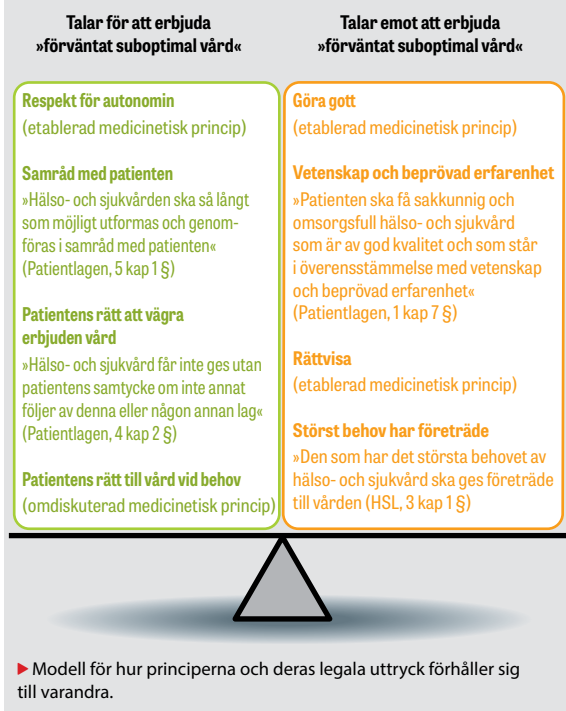 Talar för att erbjuda
»förväntat suboptimal vård«
Respekt för autonomin
(etablerad medicinetisk princip)
Samråd med patienten
»Hälso- och sjukvården ska så långt
som möjligt utformas och genom-
föras i samråd med patienten«
(Patientlagen, 5 kap 1 §)
Patientens rätt att vägra
erbjuden vård
»Hälso- och sjukvård får inte ges utan
patientens samtycke om inte annat
följer av denna eller någon annan lag«
(Patientlagen, 4 kap 2 §)
Patientens rätt till vård vid behov
(omdiskuterad medicinetisk princip)
Talar emot att erbjuda
»förväntat suboptimal vård«
Göra gott
(etablerad medicinetisk princip)
Vetenskap och beprövad erfarenhet
»Patienten ska få sakkunnig och
omsorgsfull hälso- och sjukvård
som är av god kvalitet och som står
i överensstämmelse med vetenskap
och beprövad erfarenhet«
(Patientlagen, 1 kap 7 §)
Rättvisa
(etablerad medicinetisk princip)
Störst behov har företräde
»Den som har det största behovet av
hälso- och sjukvård ska ges företräde
till vården (HSL, 3 kap 1 §)
Modell för hur principerna och deras legala uttryck förhåller sig
till varandra.